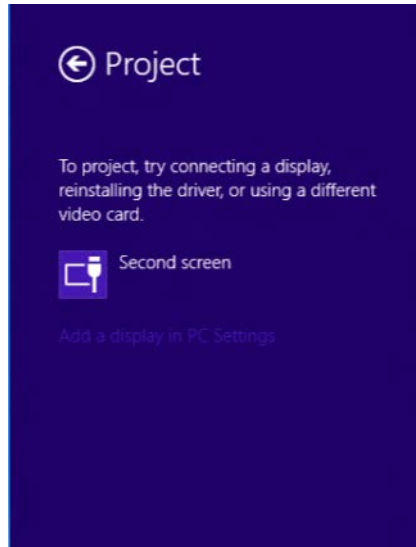 Project
To project, try connecting a display,
reinstalling the driver, or using a different
video card.
Second screen
Add a display in PC Settings